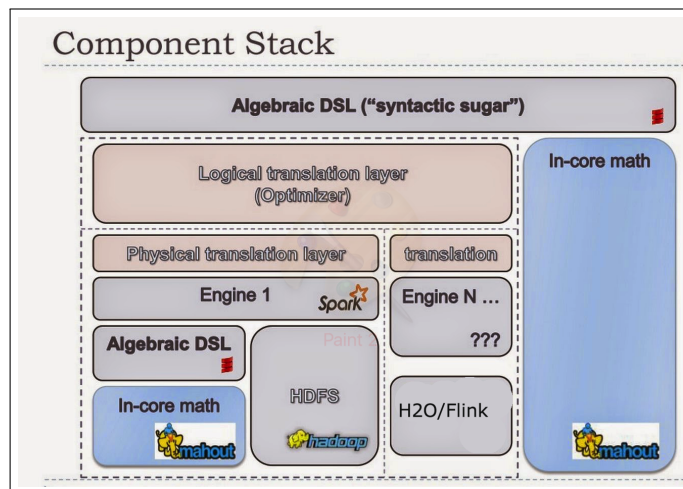 Component Stack
Algebraic DSL (“syntactic sugar”)
Logical translation layer
(Optimizer)
In-core math
Physical translation layer
translation
Engine 1
Spark
Engine N ...
???
Algebraic DSL
Paint
HDFS
In-core math
H2O/Flink
mahout
hadoop
mahout